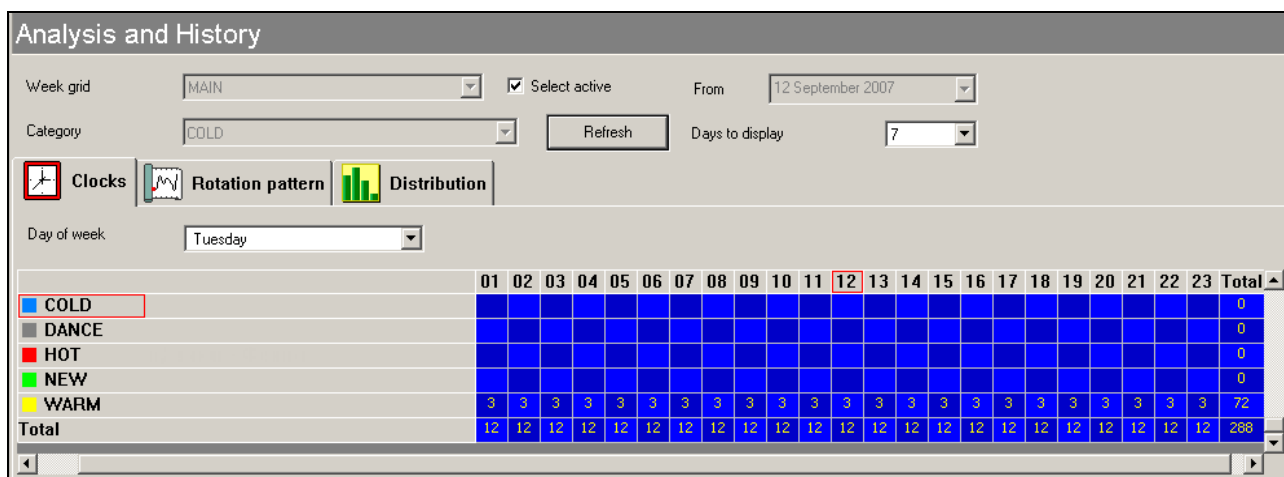 Analysis and History
Week grid MAIN Select active From 12 September 2007
Category COLD Refresh Days to display 7
Clocks Rotation pattern Distribution
Day of week Tuesday
01 02 03 04 05 06 07 08 09 10 11 12 13 14 15 16 17 18 19 20 21 22 23 Total
COLD 0
DANCE 0
HOT 0
NEW 0
WARM 3 3 3 3 3 3 3 3 3 3 3 3 3 3 3 3 3 3 3 3 3 3 3 72
Total 12 12 12 12 12 12 12 12 12 12 12 12 12 12 12 12 12 12 12 12 12 12 12 288